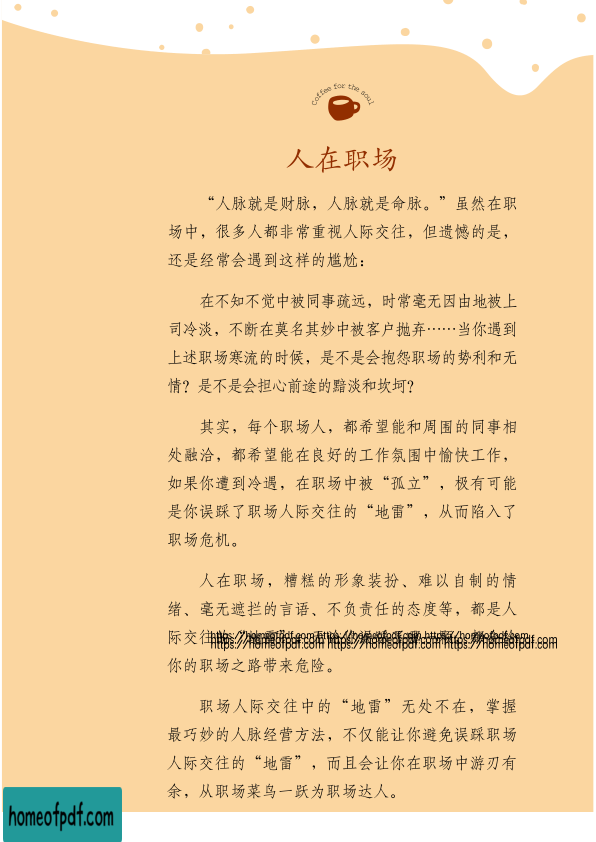 Coffee for the soul
人在职场
“人脉就是财脉，人脉就是命脉。”虽然在职
场中，很多人都非常重视人际交往，但遗憾的是，
还是经常会遇到这样的尴尬：
在不知不觉中被同事疏远，时常毫无因由地被上
司冷淡，不断在莫名其妙中被客户抛弃……当你遇到
上述职场寒流的时候，是不是会抱怨职场的势利和无
情？是不是会担心前途的黯淡和坎坷？
其实，每个职场人，都希望能和周围的同事相
处融洽，都希望能在良好的工作氛围中愉快工作，
如果你遭到冷遇，在职场中被“孤立”，极有可能
是你误踩了职场人际交往的“地雷”，从而陷入了
职场危机。
人在职场，糟糕的形象装扮、难以自制的情
绪、毫无遮拦的言语、不负责任的态度等，都是人
际交往
https://homeofpdf.com https://homeofpdf.com https://homeofpdf.com
https://homeofpdf.com https://homeofpdf.com https://homeofpdf.com
你的职场之路带来危险。
职场人际交往中的“地雷”无处不在，掌握
最巧妙的人脉经营方法，不仅能让你避免误踩职场
人际交往的“地雷”，而且会让你在职场中游刃有
余，从职场菜鸟一跃为职场达人。
homeofpdf.com